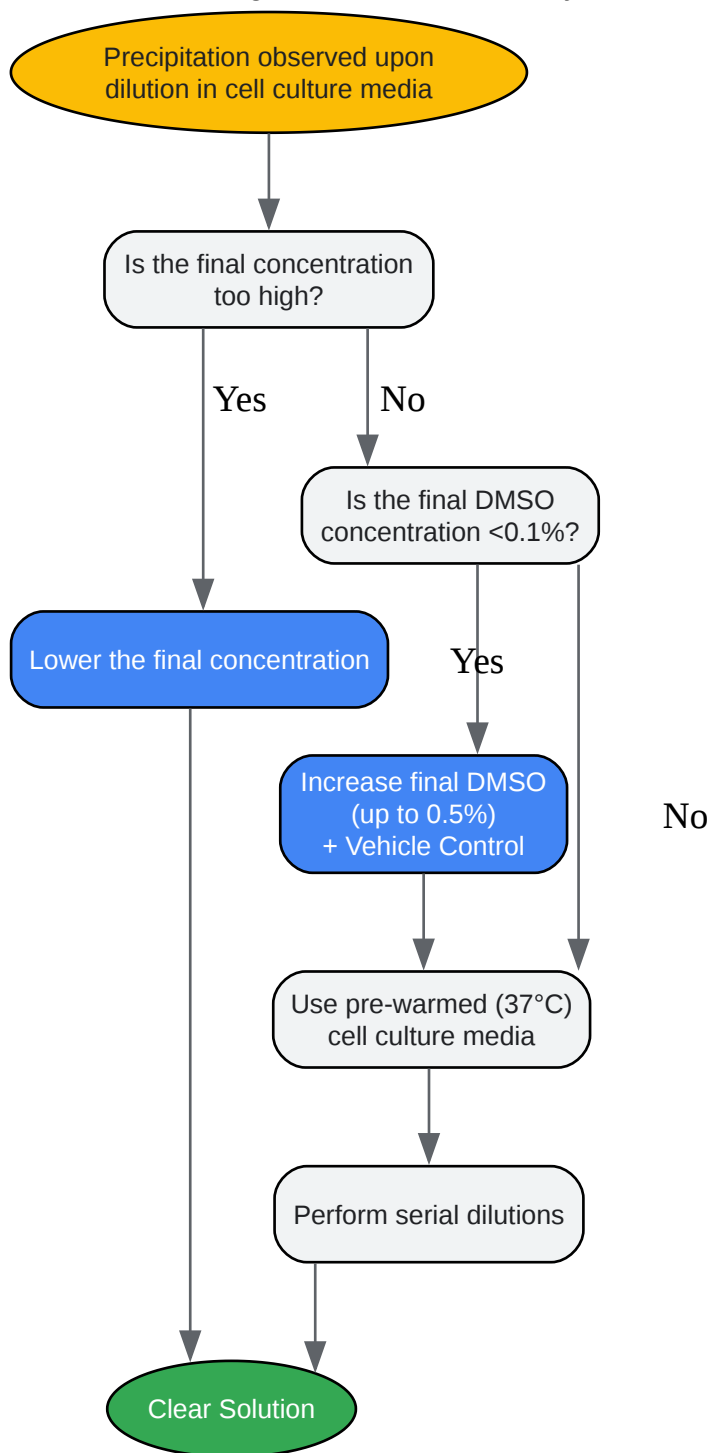 Precipitation observed upon
dilution in cell culture media
Is the final concentration
too high?
Yes
No
Is the final DMSO
concentration <0.1%?
Lower the final concentration
Yes
Increase final DMSO
(up to 0.5%)
+ Vehicle Control
No
Use pre-warmed (37°C)
cell culture media
Perform serial dilutions
Clear Solution